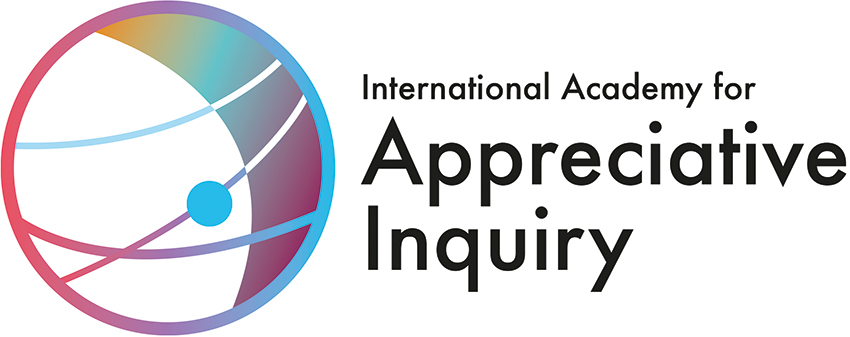 International Academy for
Appreciative
Inquiry